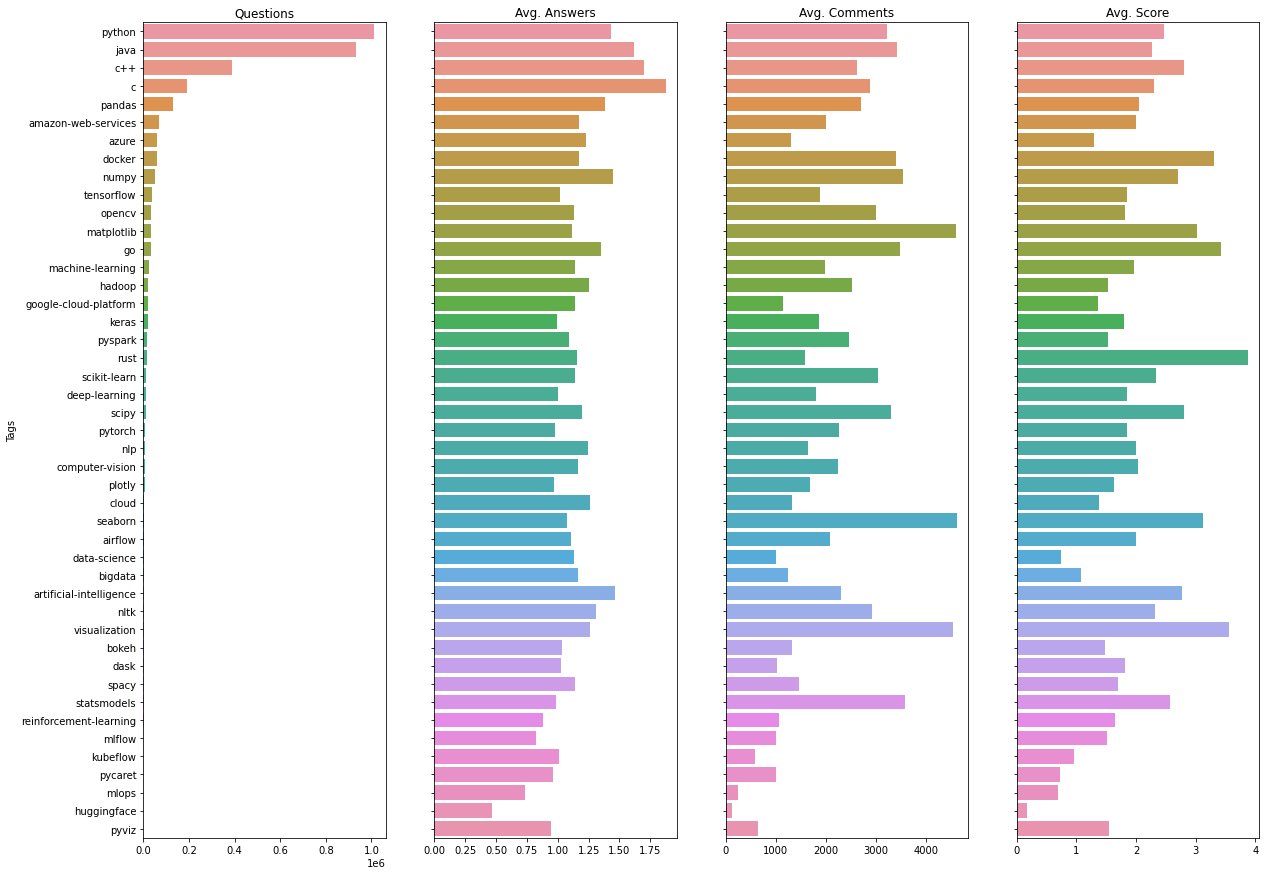 Questions
Avg. Answers
Avg. Comments
Avg. Score
Tags
python
java
c++
c
pandas
amazon-web-services
azure
docker
numpy
tensorflow
opencv
matplotlib
go
machine-learning
hadoop
google-cloud-platform
keras
pyspark
rust
scikit-learn
deep-learning
scipy
pytorch
nlp
computer-vision
plotly
cloud
seaborn
airflow
data-science
bigdata
artificial-intelligence
nltk
visualization
bokeh
dask
spacy
statsmodels
reinforcement-learning
mlflow
kubeflow
pycaret
mlops
huggingface
pyviz
0.0 0.2 0.4 0.6 0.8 1.0
1e6
0.00 0.25 0.50 0.75 1.00 1.25 1.50 1.75
0 1000 2000 3000 4000
0 1 2 3 4